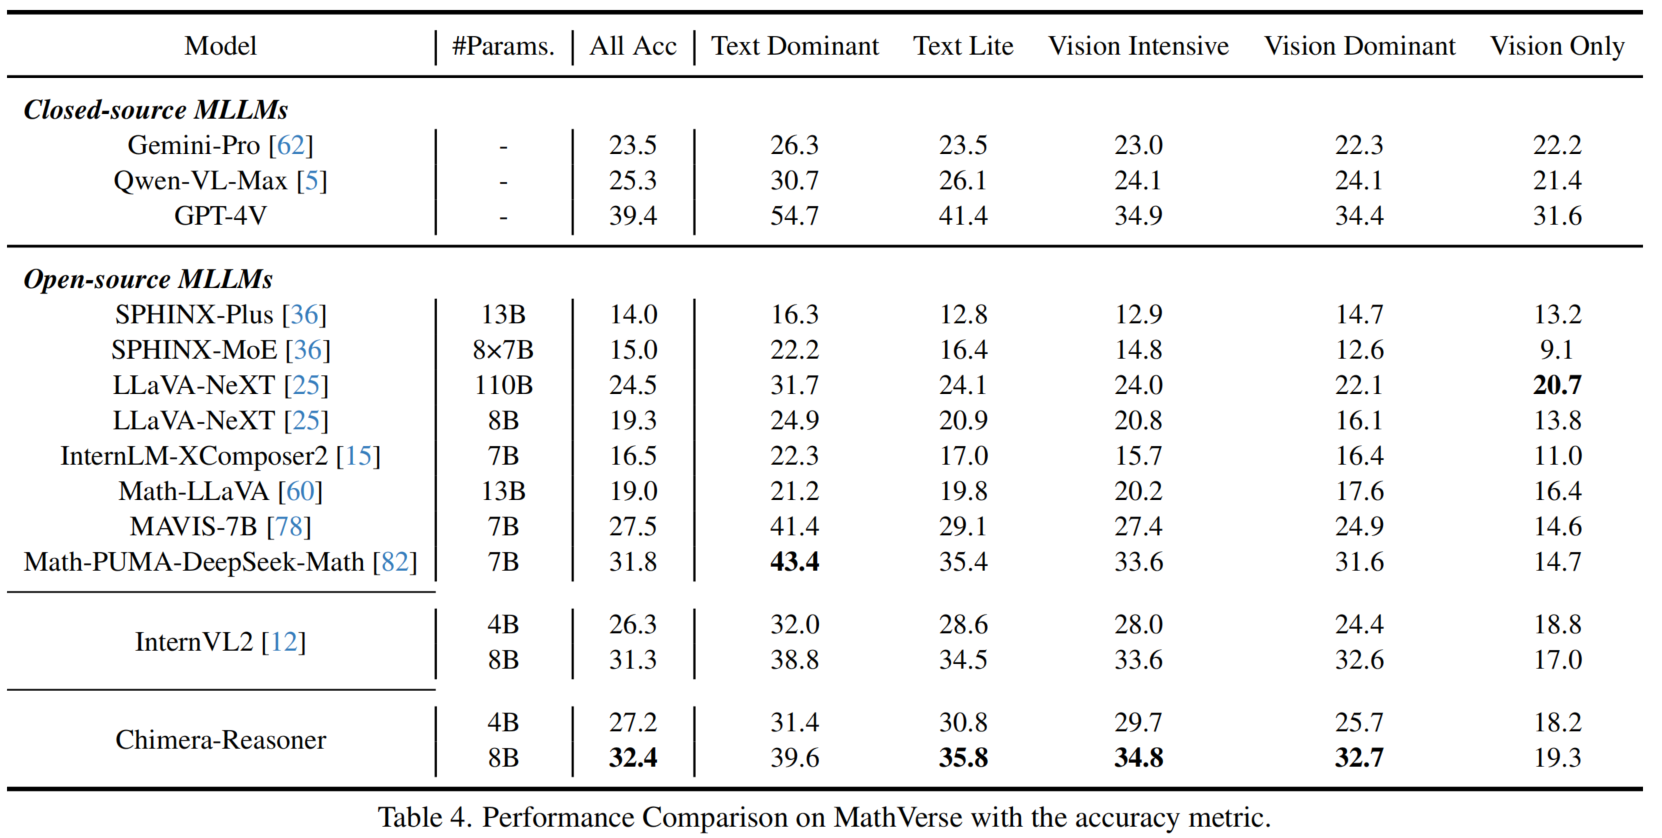 Model #Params. All Acc Text Dominant Text Lite Vision Intensive Vision Dominant Vision Only
Closed-source MLLMs
Gemini-Pro [62] - 23.5 26.3 23.5 23.0 22.3 22.2
Qwen-VL-Max [5] - 25.3 30.7 26.1 24.1 24.1 21.4
GPT-4V - 39.4 54.7 41.4 34.9 34.4 31.6
Open-source MLLMs
SPHINX-Plus [36] 13B 14.0 16.3 12.8 12.9 14.7 13.2
SPHINX-MoE [36] 8×7B 15.0 22.2 16.4 14.8 12.6 9.1
LLaVA-NeXT [25] 110B 24.5 31.7 24.1 24.0 22.1 20.7
LLaVA-NeXT [25] 8B 19.3 24.9 20.9 20.8 16.1 13.8
InternLM-XComposer2 [15] 7B 16.5 22.3 17.0 15.7 16.4 11.0
Math-LLaVA [60] 13B 19.0 21.2 19.8 20.2 17.6 16.4
MAVIS-7B [78] 7B 27.5 41.4 29.1 27.4 24.9 14.6
Math-PUMA-DeepSeek-Math [82] 7B 31.8 43.4 35.4 33.6 31.6 14.7
InternVL2 [12]
4B 26.3 32.0 28.6 28.0 24.4 18.8
8B 31.3 38.8 34.5 33.6 32.6 17.0
Chimera-Reasoner
4B 27.2 31.4 30.8 29.7 25.7 18.2
8B 32.4 39.6 35.8 34.8 32.7 19.3
Table 4. Performance Comparison on MathVerse with the accuracy metric.